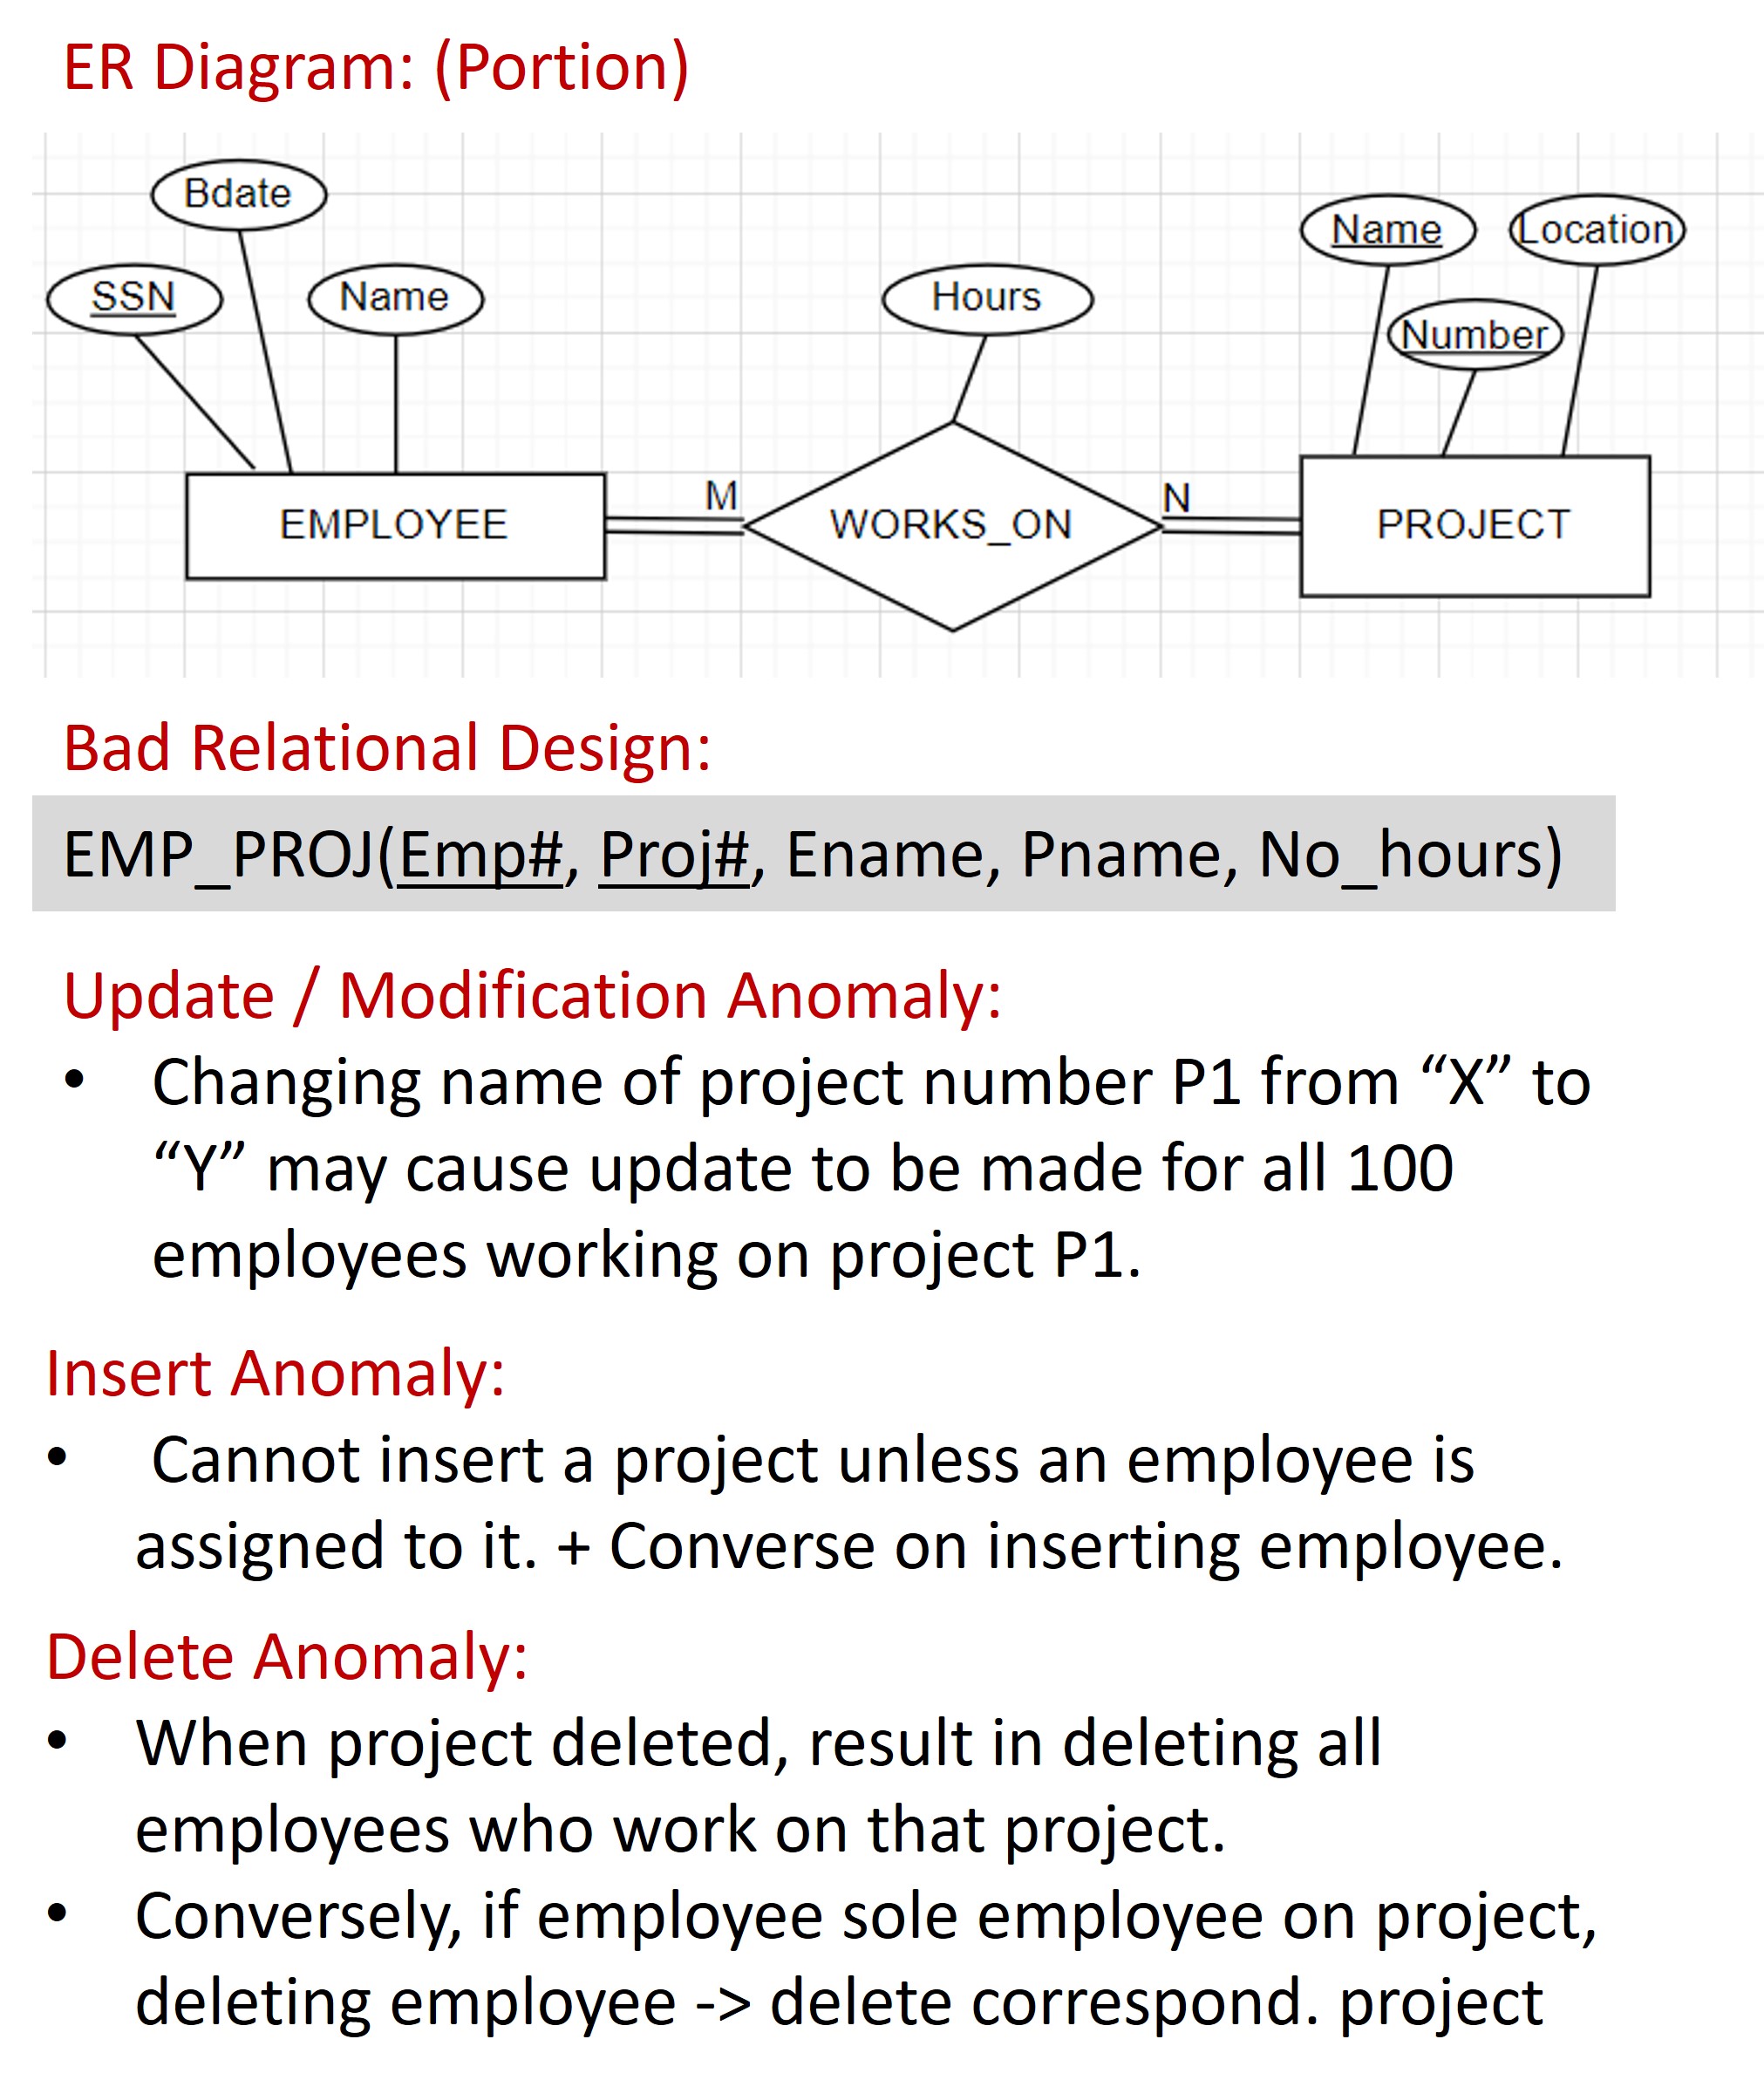 ER Diagram: (Portion)
Bdate
SSN
Name
Hours
Name
Location
Number
EMPLOYEE
M
WORKS_ON
N
PROJECT
Bad Relational Design:
EMP_PROJ(Emp#, Proj#, Ename, Pname, No_hours)
Update / Modification Anomaly:
• Changing name of project number P1 from “X” to
“Y” may cause update to be made for all 100
employees working on project P1.
Insert Anomaly:
• Cannot insert a project unless an employee is
assigned to it. + Converse on inserting employee.
Delete Anomaly:
• When project deleted, result in deleting all
employees who work on that project.
• Conversely, if employee sole employee on project,
deleting employee -> delete correspond. project